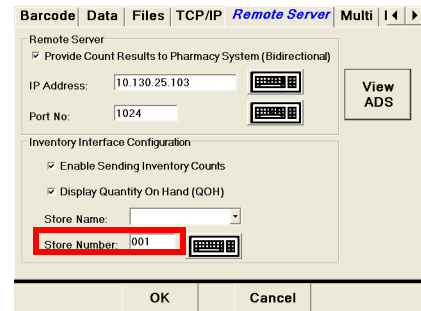 Barcode Data Files TCP/IP Remote Server Multi
Remote Server
Provide Count Results to Pharmacy System (Bidirectional)
IP Address: 10.130.25.103
View
ADS
Port No: 1024
Inventory Interface Configuration
Enable Sending Inventory Counts
Display Quantity On Hand (QOH)
Store Name:
Store Number: 001
OK Cancel